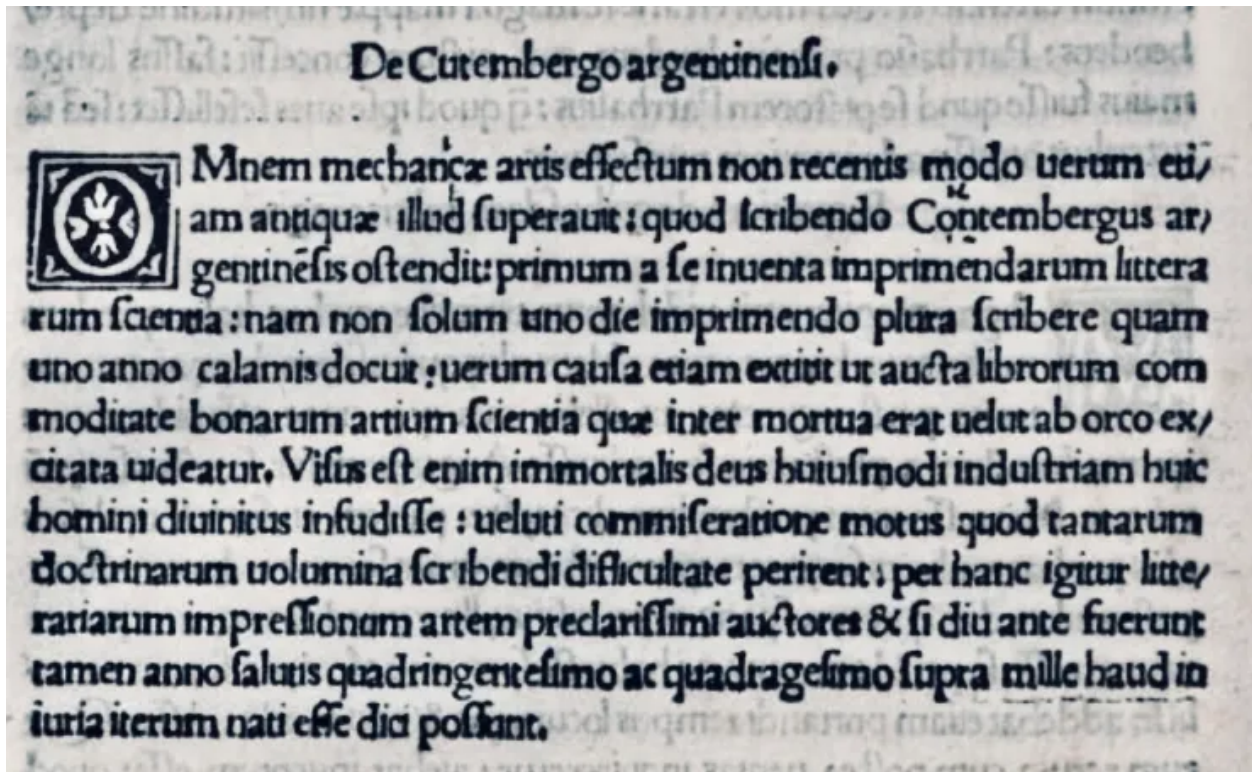 De Cutembergo argentinensi.
OMnem mechanicæ artis effectum non recentis modo uerum eti/
am antiquæ illud superauit: quod scribendo Contembergus ar/
gentinēsis ostendit: primum a se inuenta imprimendarum littera
rum scientia: nam non solum uno die imprimendo plura scribere quam
uno anno calamis docuit: uerum causa etiam extitit ut aucta librorum com
moditate bonarum artium scientia quæ inter mortua erat uelut ab orco ex/
citata uideatur. Visus est enim immortalis deus huiusmodi industriam huic
homini diuinitus infudisse: ueluti commiseratione motus quod tantarum
doctrinarum uolumina scribendi difficultate perirent: per hanc igitur litte/
rariarum impressionum artem preclarissimi auctores & si diu ante fuerunt
tamen anno salutis quadringentesimo ac quadragesimo supra mille haud in
iuria iterum nati esse dici possunt.